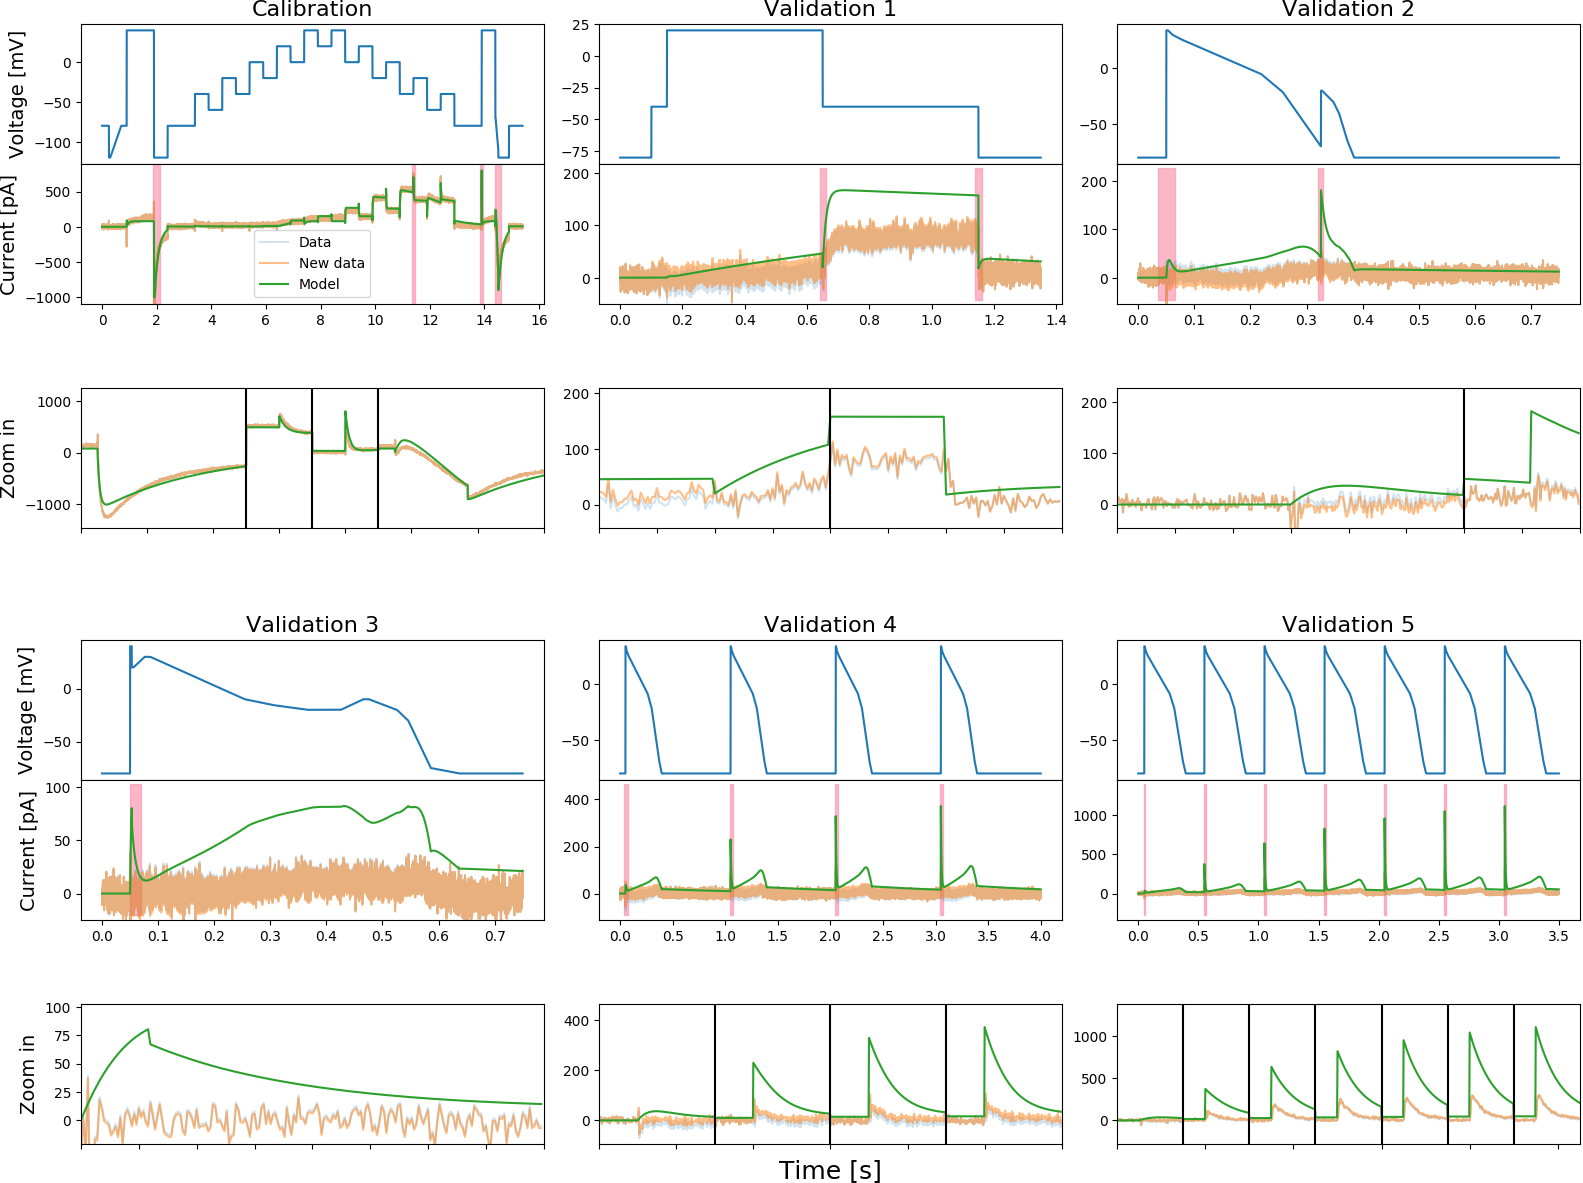 Calibration
Validation 1
Validation 2
Voltage [mV]
0
−50
−100
25
0
−25
−50
−75
0
−50
Current [pA]
500
0
−500
−1000
Data
New data
Model
200
100
0
200
100
0
0 2 4 6 8 10 12 14 16
0.0 0.2 0.4 0.6 0.8 1.0 1.2 1.4
0.0 0.1 0.2 0.3 0.4 0.5 0.6 0.7
Zoom in
1000
0
−1000
200
100
0
200
100
0
Validation 3
Validation 4
Validation 5
Voltage [mV]
0
−50
0
−50
0
−50
Current [pA]
100
50
0
400
200
0
1000
500
0
0.0 0.1 0.2 0.3 0.4 0.5 0.6 0.7
0.0 0.5 1.0 1.5 2.0 2.5 3.0 3.5 4.0
0.0 0.5 1.0 1.5 2.0 2.5 3.0 3.5
Zoom in
100
75
50
25
0
400
200
0
1000
500
0
Time [s]